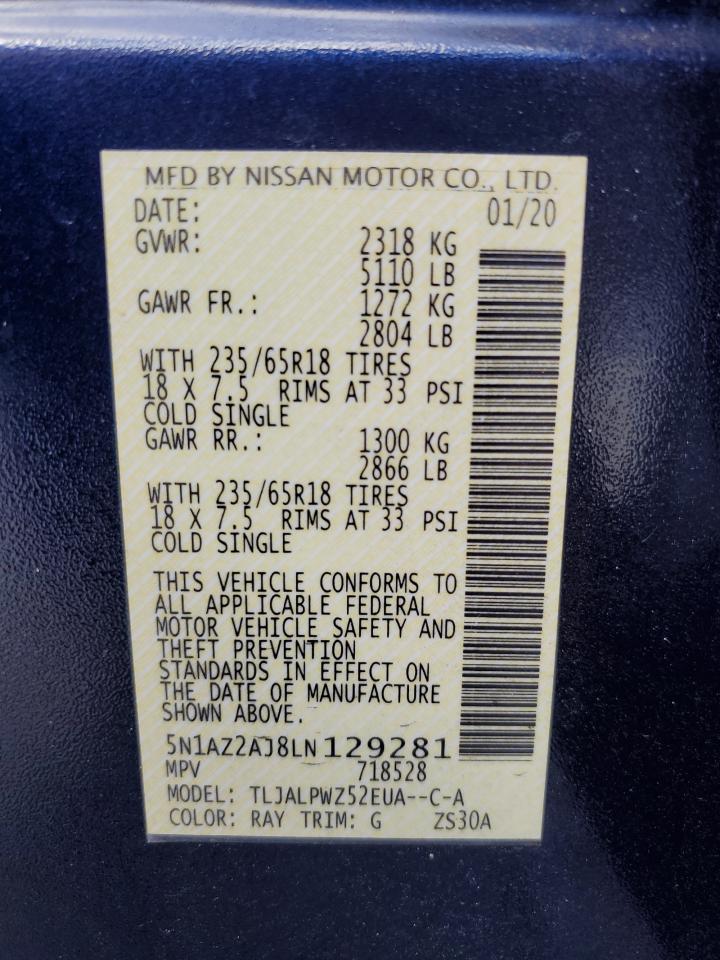 MFD BY NISSAN MOTOR CO., LTD.
DATE: 01/20
GVWR: 2318 KG
5110 LB
GAWR FR.: 1272 KG
2804 LB
WITH 235/65R18 TIRES
18 X 7.5 RIMS AT 33 PSI
COLD SINGLE
GAWR RR.: 1300 KG
2866 LB
WITH 235/65R18 TIRES
18 X 7.5 RIMS AT 33 PSI
COLD SINGLE
THIS VEHICLE CONFORMS TO
ALL APPLICABLE FEDERAL
MOTOR VEHICLE SAFETY AND
THEFT PREVENTION
STANDARDS IN EFFECT ON
THE DATE OF MANUFACTURE
SHOWN ABOVE.
5N1AZ2AJ8LN129281
MPV 718528
MODEL: TLJALPWZ52EUA--C-A
COLOR: RAY TRIM: G ZS30A